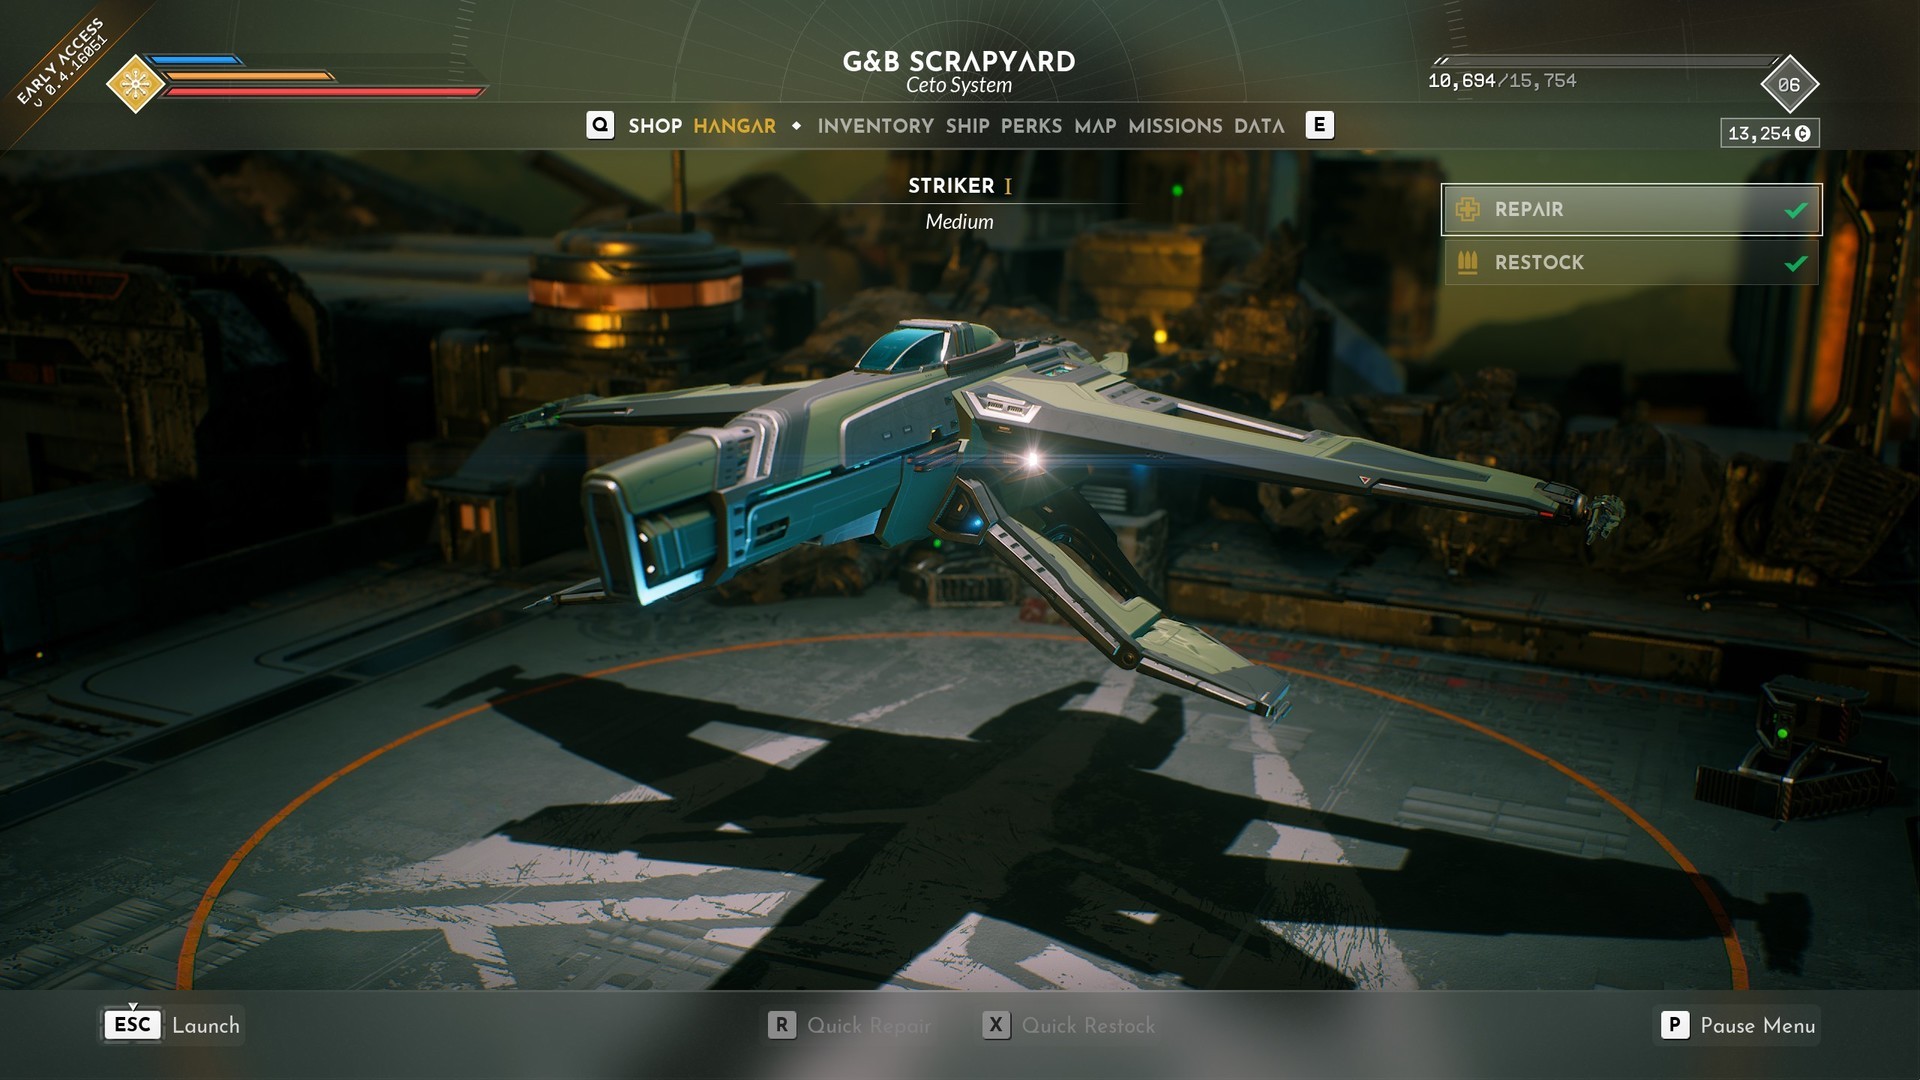 EARLY ACCESS
v 0.4.16051
G&B SCRAPYARD
Ceto System
10,694/15,754
06
Q SHOP HANGAR INVENTORY SHIP PERKS MAP MISSIONS DATA E
13,254
STRIKER I
Medium
REPAIR
RESTOCK
ESC Launch
R Quick Repair
X Quick Restock
P Pause Menu